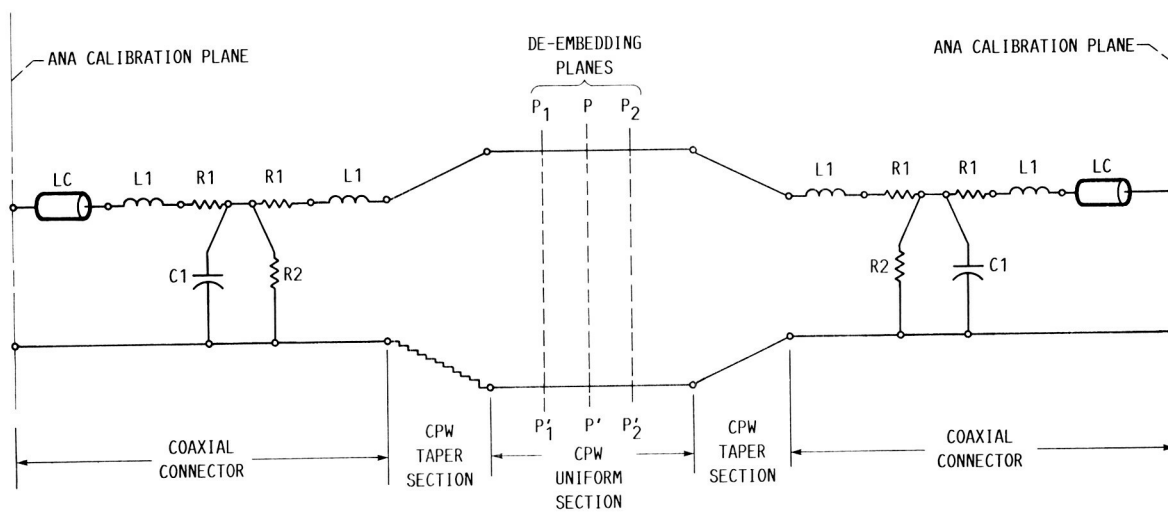 DE-EMBEDDING
PLANES
ANA CALIBRATION PLANE
ANA CALIBRATION PLANE
P1 P P2
LC L1 R1 R1 L1
L1 R1 R1 L1 LC
C1 R2
R2 C1
P'1 P' P'2
COAXIAL
CONNECTOR
CPW
TAPER
SECTION
CPW
UNIFORM
SECTION
CPW
TAPER
SECTION
COAXIAL
CONNECTOR